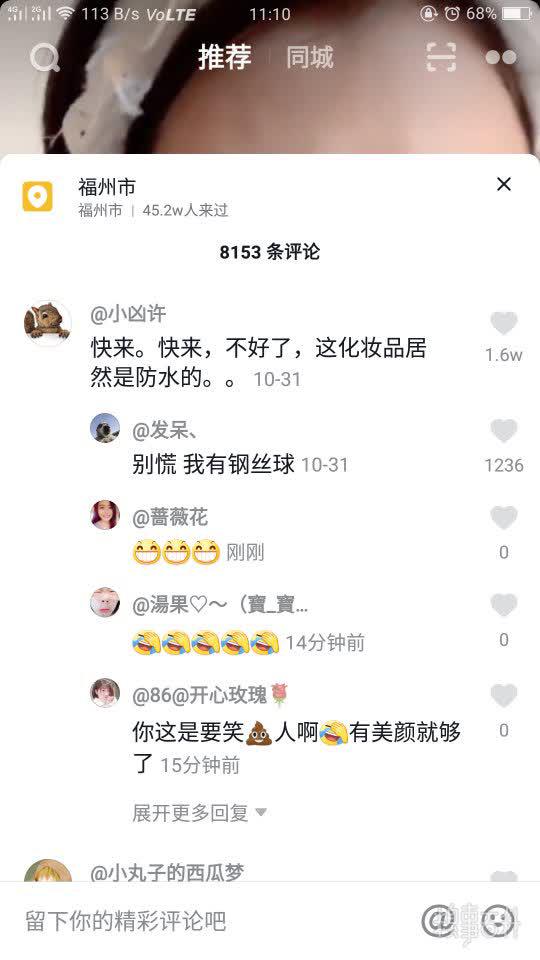 4G 2G 113 B/s VoLTE 11:10 68%
推荐 同城
福州市
福州市 | 45.2w人来过
8153 条评论
@小凶许
快来。快来，不好了，这化妆品居
然是防水的。。 10-31
1.6w
@发呆、
别慌 我有钢丝球 10-31
1236
@蔷薇花
😁😁😁 刚刚
0
@湯果♡～（寶_寶...
🤣🤣🤣🤣🤣 14分钟前
0
@86@开心玫瑰🌹
你这是要笑💩人啊🤣有美颜就够
了 15分钟前
0
展开更多回复
@小丸子的西瓜梦
留下你的精彩评论吧
@